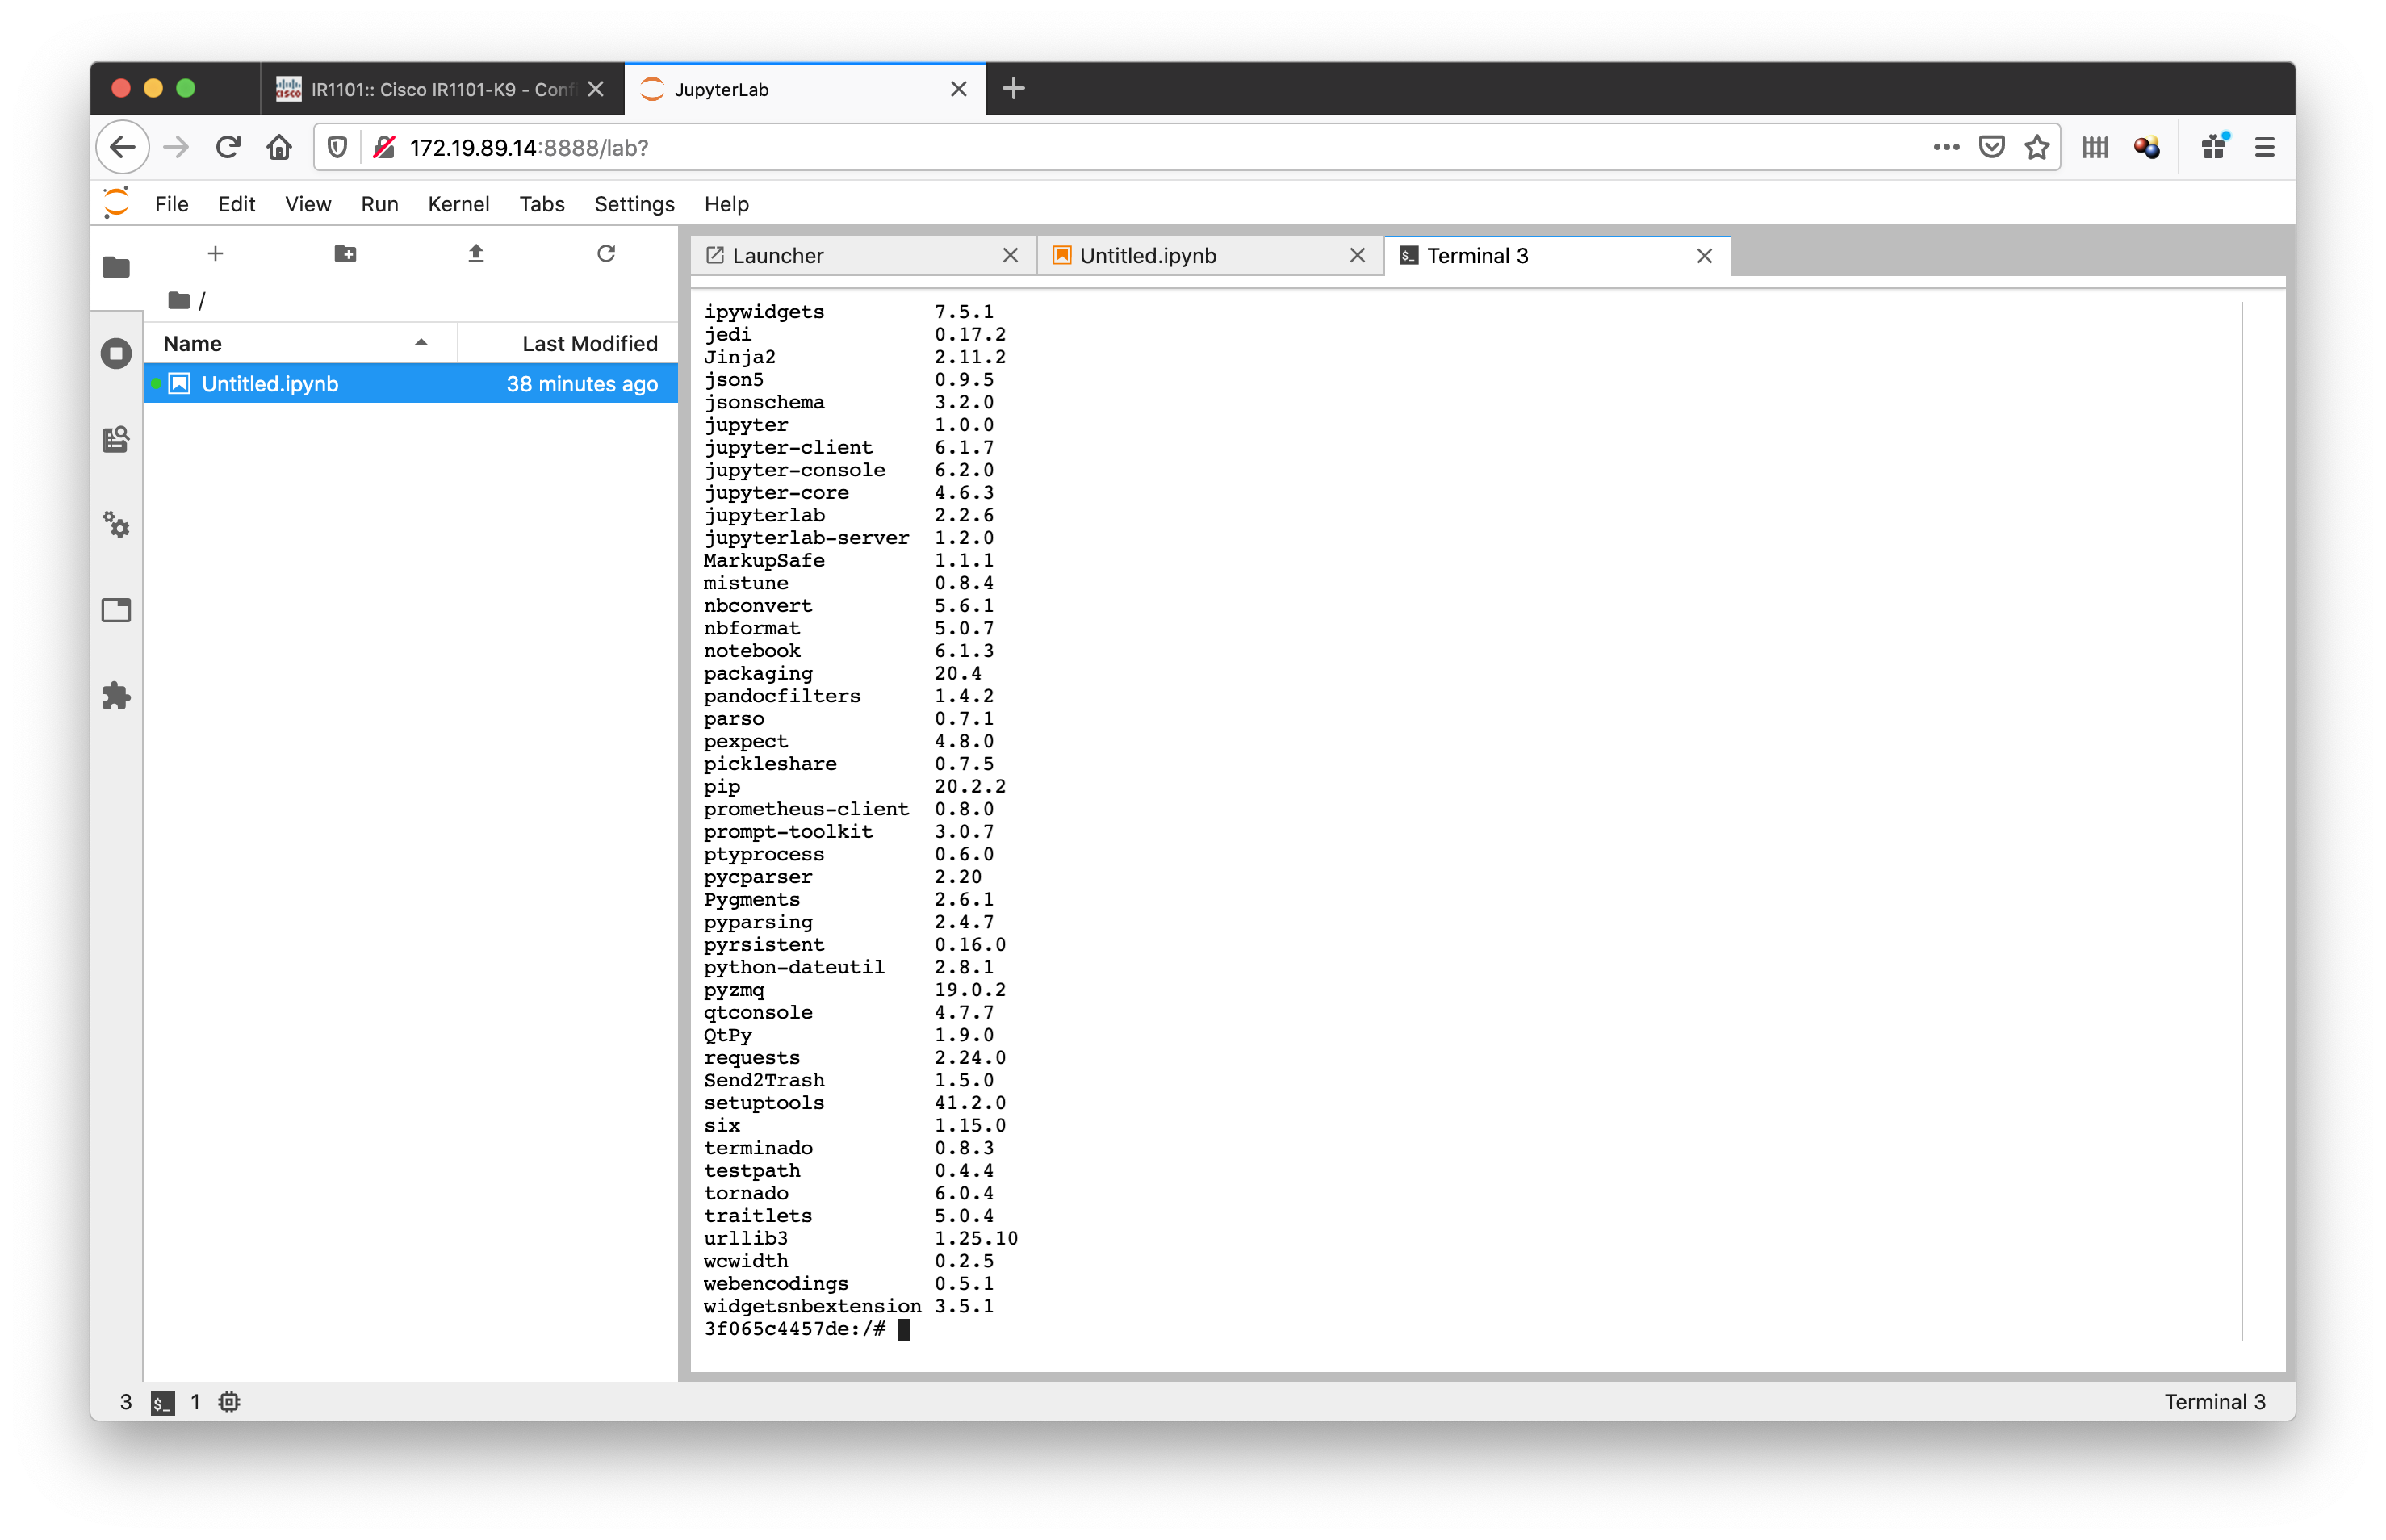 IR1101:: Cisco IR1101-K9 - Conf
JupyterLab
172.19.89.14:8888/lab?
File Edit View Run Kernel Tabs Settings Help
/
Name Last Modified
Untitled.ipynb 38 minutes ago
Launcher
Untitled.ipynb
Terminal 3
ipywidgets 7.5.1
jedi 0.17.2
Jinja2 2.11.2
json5 0.9.5
jsonschema 3.2.0
jupyter 1.0.0
jupyter-client 6.1.7
jupyter-console 6.2.0
jupyter-core 4.6.3
jupyterlab 2.2.6
jupyterlab-server 1.2.0
MarkupSafe 1.1.1
mistune 0.8.4
nbconvert 5.6.1
nbformat 5.0.7
notebook 6.1.3
packaging 20.4
pandocfilters 1.4.2
parso 0.7.1
pexpect 4.8.0
pickleshare 0.7.5
pip 20.2.2
prometheus-client 0.8.0
prompt-toolkit 3.0.7
ptyprocess 0.6.0
pycparser 2.20
Pygments 2.6.1
pyparsing 2.4.7
pyrsistent 0.16.0
python-dateutil 2.8.1
pyzmq 19.0.2
qtconsole 4.7.7
QtPy 1.9.0
requests 2.24.0
Send2Trash 1.5.0
setuptools 41.2.0
six 1.15.0
terminado 0.8.3
testpath 0.4.4
tornado 6.0.4
traitlets 5.0.4
urllib3 1.25.10
wcwidth 0.2.5
webencodings 0.5.1
widgetsnbextension 3.5.1
3f065c4457de:/#
3 $_ 1
Terminal 3